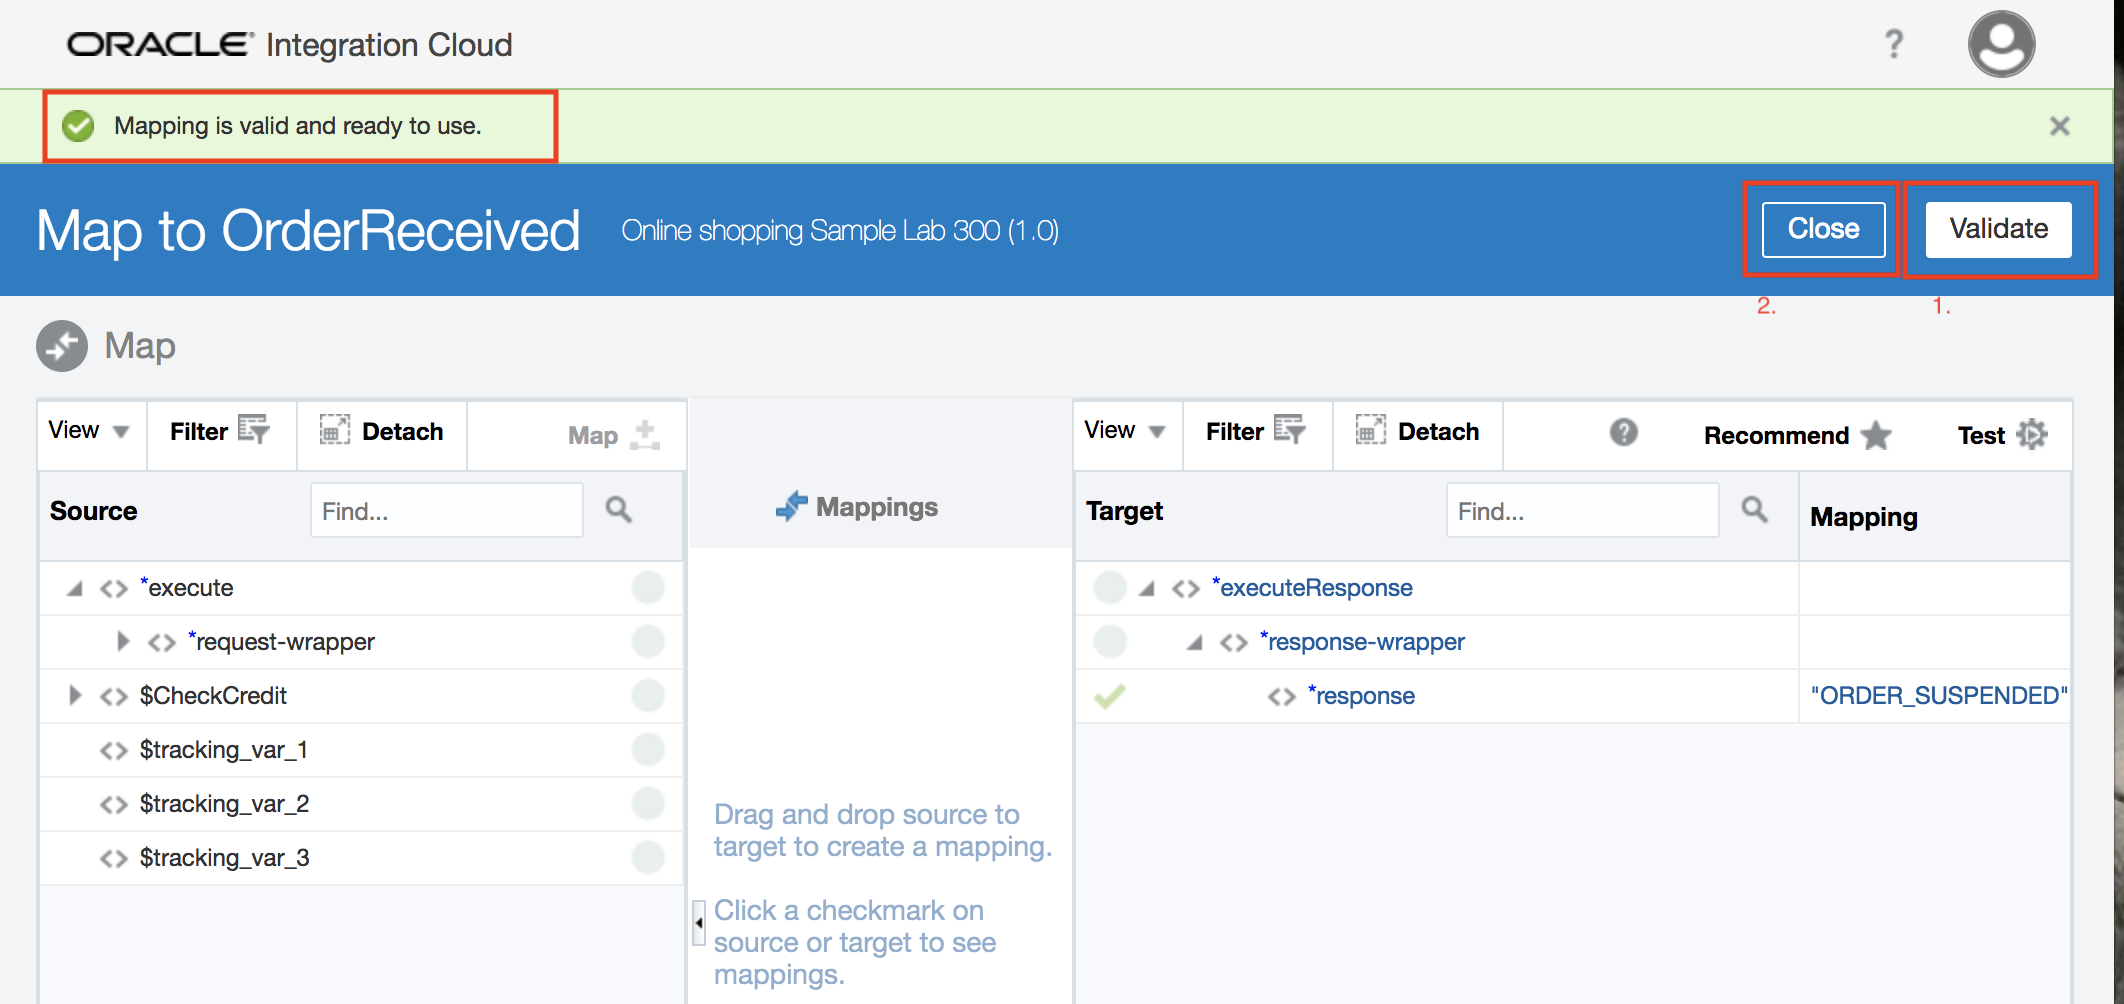 ORACLE Integration Cloud
?
Mapping is valid and ready to use.
Map to OrderReceived
Online shopping Sample Lab 300 (1.0)
Close
Validate
2.
1.
Map
View
Filter
Detach
Map
View
Filter
Detach
?
Recommend
Test
Source
Find...
Mappings
Target
Find...
Mapping
*execute
*request-wrapper
$CheckCredit
$tracking_var_1
$tracking_var_2
$tracking_var_3
Drag and drop source to
target to create a mapping.
Click a checkmark on
source or target to see
mappings.
*executeResponse
*response-wrapper
*response
"ORDER_SUSPENDED"